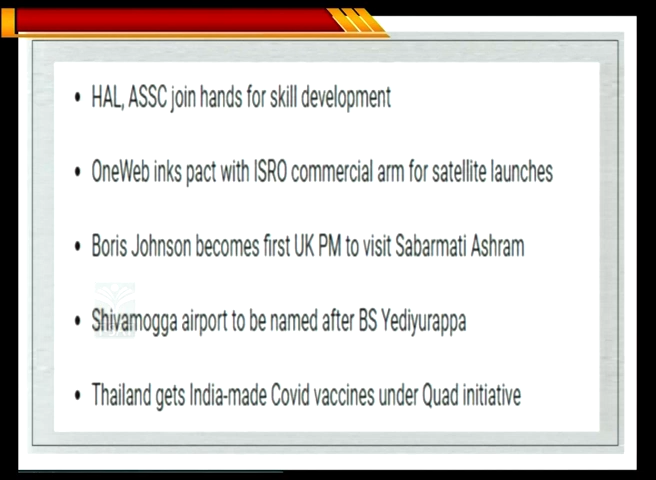 • HAL, ASSC join hands for skill development
• OneWeb inks pact with ISRO commercial arm for satellite launches
• Boris Johnson becomes first UK PM to visit Sabarmati Ashram
• Shivamogga airport to be named after BS Yediyurappa
• Thailand gets India-made Covid vaccines under Quad initiative